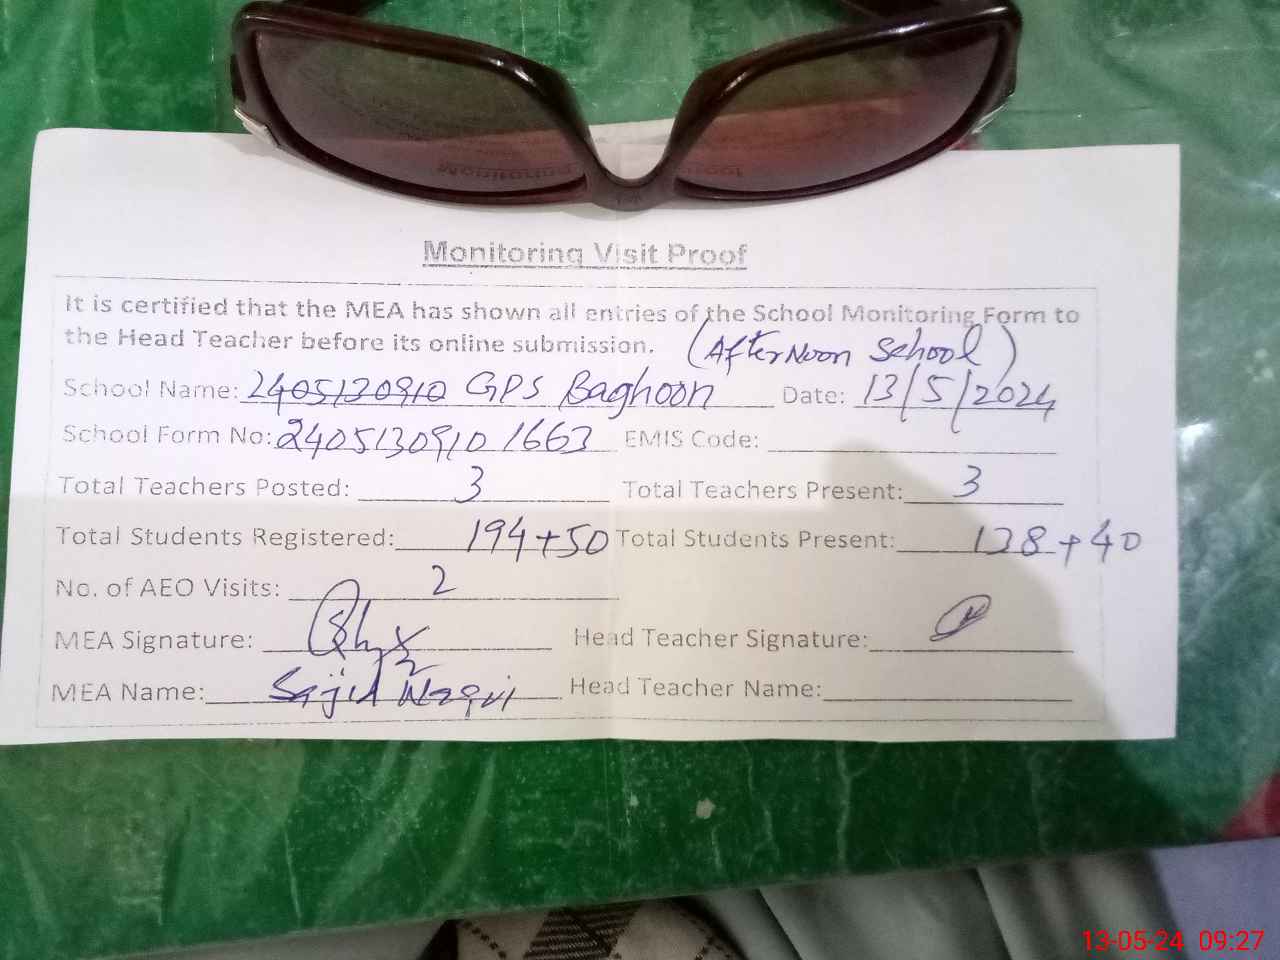 Monitoring Visit Proof
It is certified that the MEA has shown all entries of the School Monitoring Form to
the Head Teacher before its online submission. (AfterNoon School)
School Name: 2405130910 GPS Baghoon Date: 13/5/2024
School Form No: 24051309101663 EMIS Code:
Total Teachers Posted: 3 Total Teachers Present: 3
Total Students Registered: 194+50 Total Students Present: 128+40
No. of AEO Visits: 2
MEA Signature: Head Teacher Signature:
MEA Name: Sajid Naqvi Head Teacher Name:
13-05-24 09:27